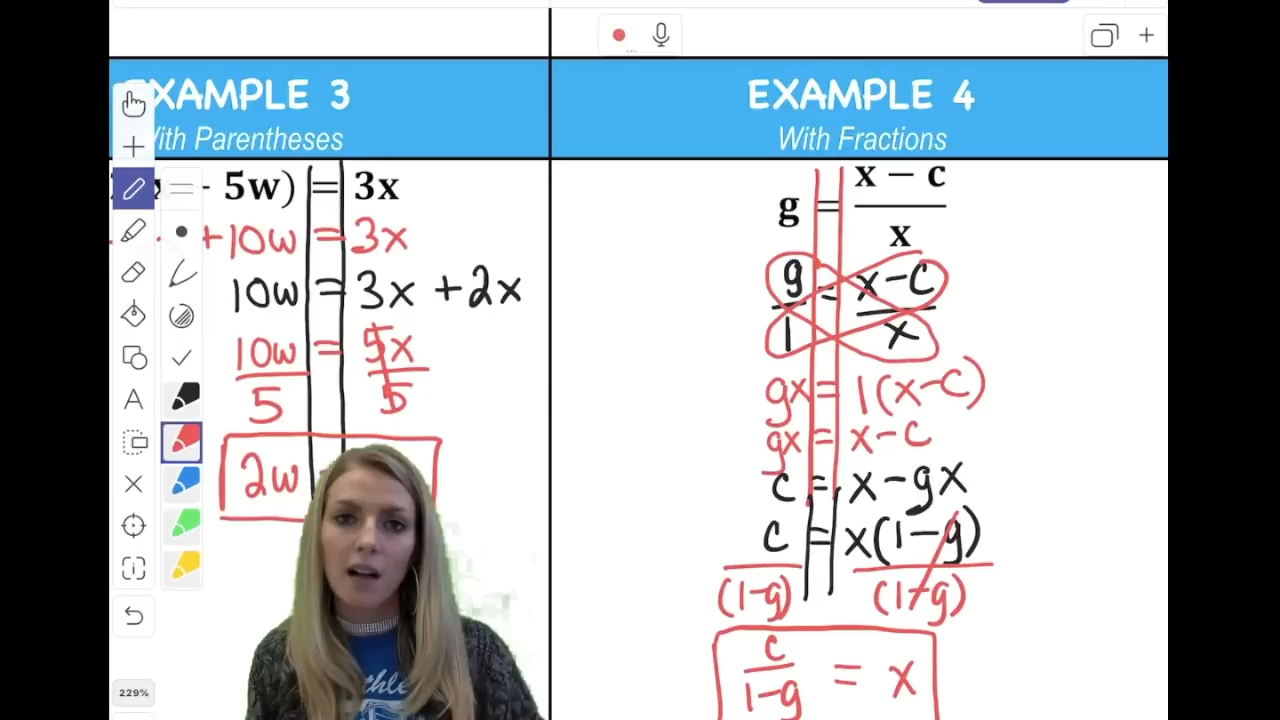 EXAMPLE 3
With Parentheses
- 5w) = 3x
+10w = 3x
10w = 3x + 2x
10w = 5x
5 5
2w
EXAMPLE 4
With Fractions
g = x - c
x
g = x - c
1 x
gx = 1(x - c)
gx = x - c
c = x - gx
c = x(1 - g)
(1-g) (1-g)
c
1-g = x
A
229%